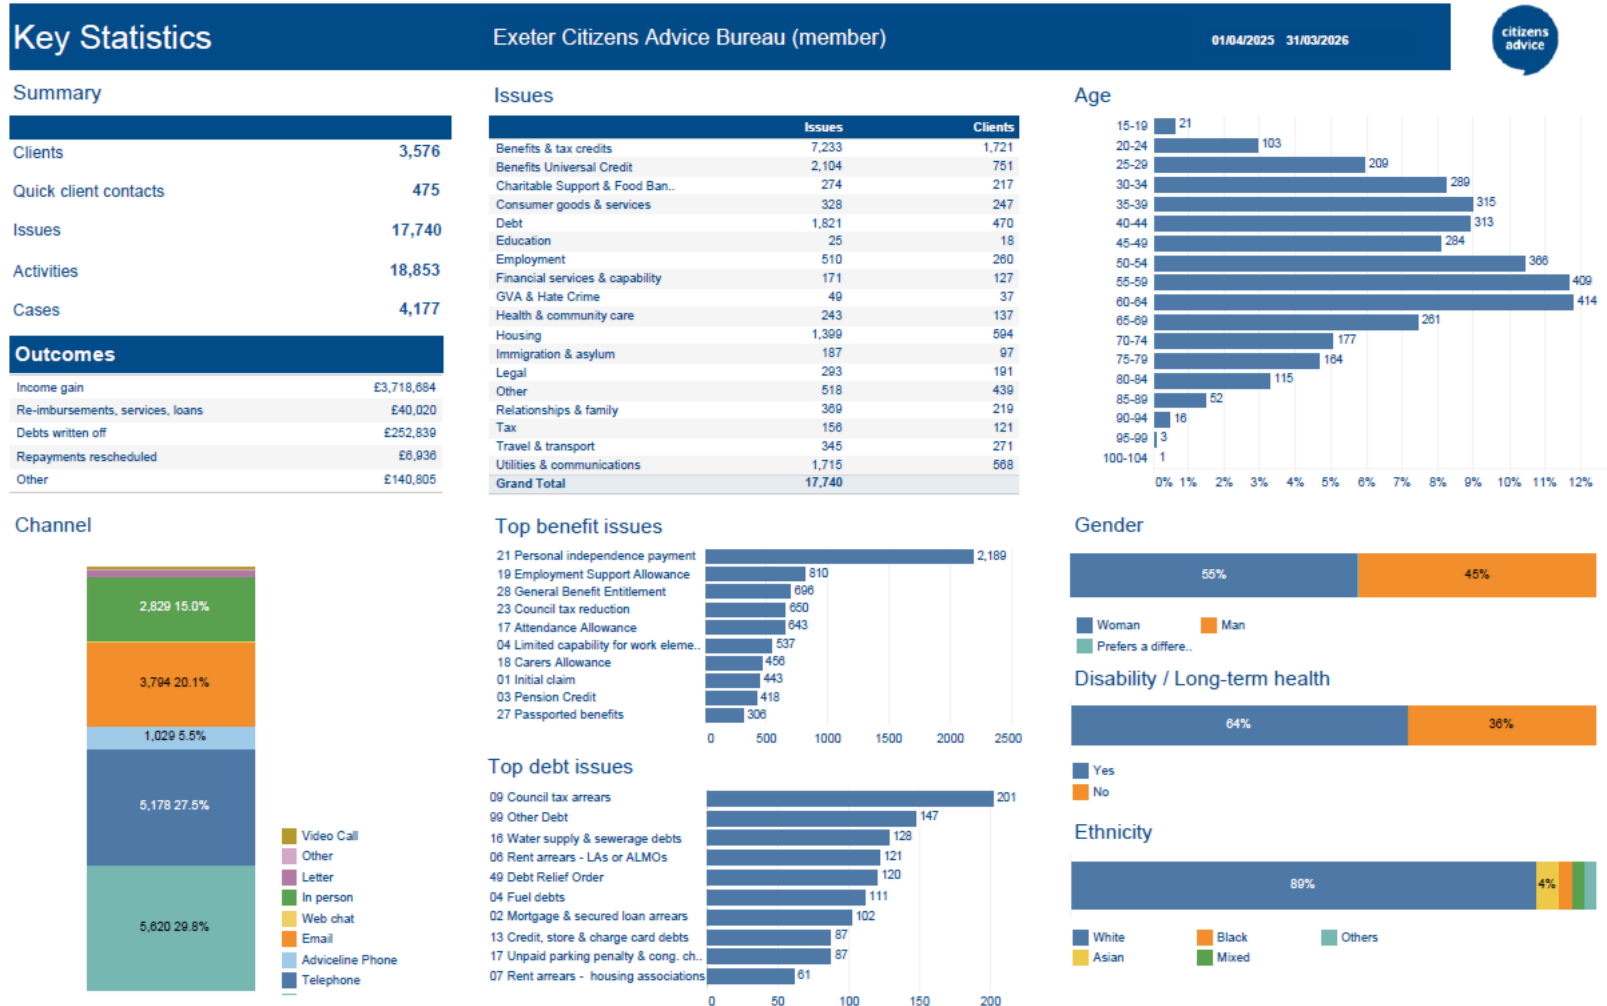 Key Statistics
Exeter Citizens Advice Bureau (member)
01/04/2025 31/03/2026
citizens
advice
Summary
Clients 3,576
Quick client contacts 475
Issues 17,740
Activities 18,853
Cases 4,177
Outcomes
Income gain £3,718,684
Re-imbursements, services, loans £40,020
Debts written off £252,839
Repayments rescheduled £6,936
Other £140,805
Issues
Issues Clients
Benefits & tax credits 7,233 1,721
Benefits Universal Credit 2,104 751
Charitable Support & Food Ban.. 274 217
Consumer goods & services 328 247
Debt 1,821 470
Education 25 18
Employment 510 260
Financial services & capability 171 127
GVA & Hate Crime 49 37
Health & community care 243 137
Housing 1,399 594
Immigration & asylum 187 97
Legal 293 191
Other 518 439
Relationships & family 369 219
Tax 156 121
Travel & transport 345 271
Utilities & communications 1,715 568
Grand Total 17,740
Age
15-19 21
20-24 103
25-29 209
30-34 289
35-39 315
40-44 313
45-49 284
50-54 366
55-59 409
60-64 414
65-69 261
70-74 177
75-79 164
80-84 115
85-89 52
90-94 16
95-99 3
100-104 1
0% 1% 2% 3% 4% 5% 6% 7% 8% 9% 10% 11% 12%
Channel
2,829 15.0%
3,794 20.1%
1,029 5.5%
5,178 27.5%
5,620 29.8%
Video Call
Other
Letter
In person
Web chat
Email
Adviceline Phone
Telephone
Top benefit issues
21 Personal independence payment 2,189
19 Employment Support Allowance 810
28 General Benefit Entitlement 696
23 Council tax reduction 650
17 Attendance Allowance 643
04 Limited capability for work eleme.. 537
18 Carers Allowance 456
01 Initial claim 443
03 Pension Credit 418
27 Passported benefits 306
0 500 1000 1500 2000 2500
Top debt issues
09 Council tax arrears 201
99 Other Debt 147
16 Water supply & sewerage debts 128
06 Rent arrears - LAs or ALMOs 121
49 Debt Relief Order 120
04 Fuel debts 111
02 Mortgage & secured loan arrears 102
13 Credit, store & charge card debts 87
17 Unpaid parking penalty & cong. ch.. 87
07 Rent arrears - housing associations 61
0 50 100 150 200
Gender
55% 45%
Woman Man
Prefers a differe..
Disability / Long-term health
64% 36%
Yes
No
Ethnicity
89% 4%
White Black Others
Asian Mixed